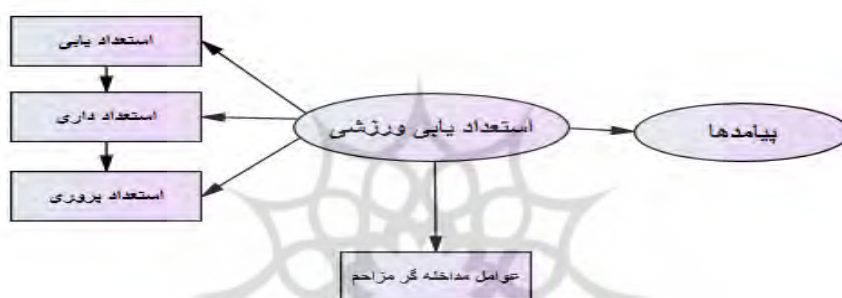 استعداد یابی
استعداد داری
استعداد یابی ورزشی
پیامدها
استعداد پروری
عوامل مداخله گر مزاحم